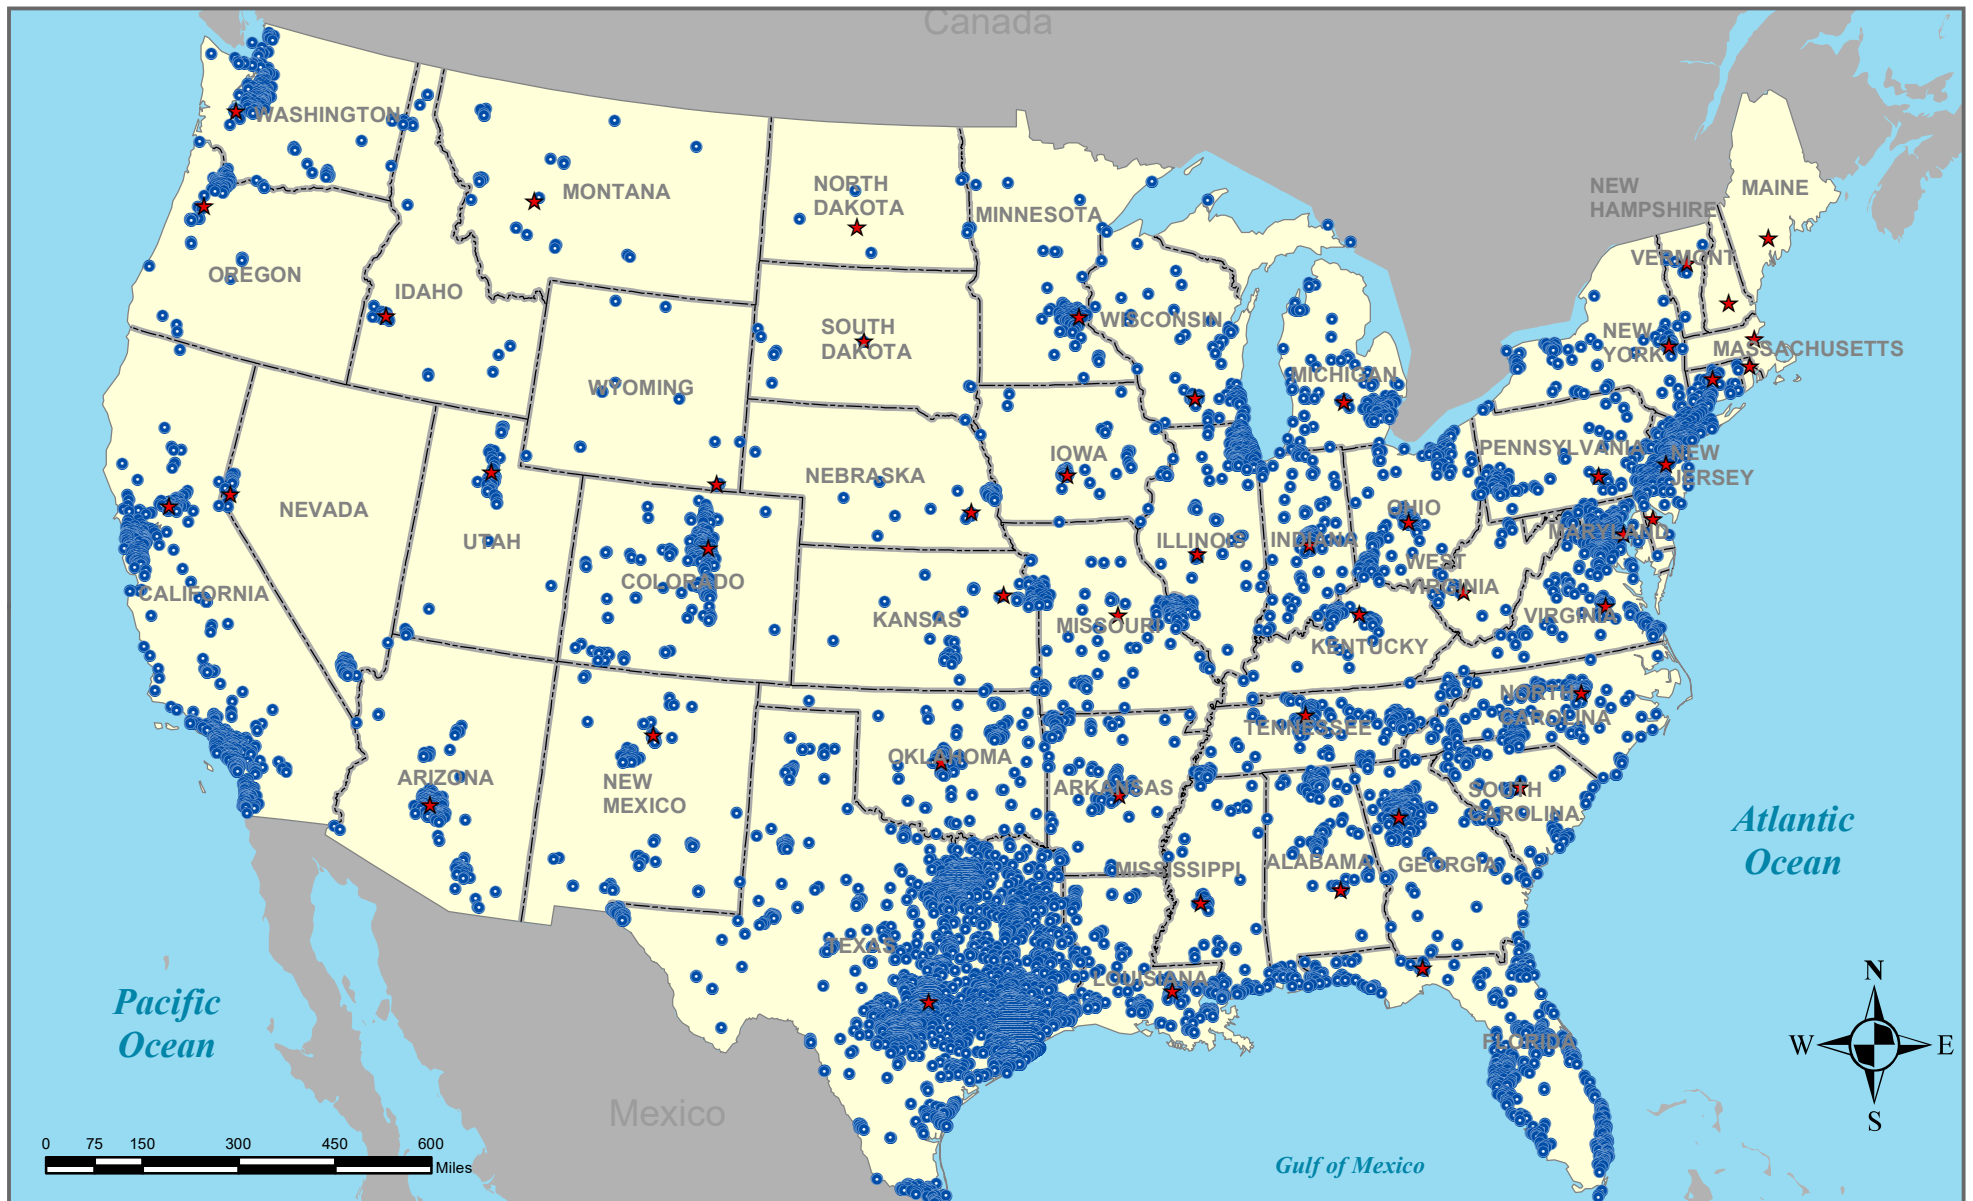 Canada
WASHINGTON
MONTANA
NORTH
DAKOTA
MINNESOTA
NEW
HAMPSHIRE
MAINE
VERMONT
OREGON
IDAHO
SOUTH
DAKOTA
WISCONSIN
NEW
YORK
MASSACHUSETTS
MICHIGAN
WYOMING
IOWA
PENNSYLVANIA
NEW
JERSEY
NEBRASKA
NEVADA
UTAH
OHIO
ILLINOIS
INDIANA
MARYLAND
COLORADO
WEST
VIRGINIA
CALIFORNIA
KANSAS
MISSOURI
VIRGINIA
KENTUCKY
NORTH
CAROLINA
TENNESSEE
OKLAHOMA
ARIZONA
NEW
MEXICO
ARKANSAS
SOUTH
CAROLINA
Atlantic
Ocean
MISSISSIPPI
ALABAMA
GEORGIA
TEXAS
LOUISIANA
Pacific
Ocean
FLORIDA
N
W
E
S
Mexico
Gulf of Mexico
0 75 150 300 450 600
Miles